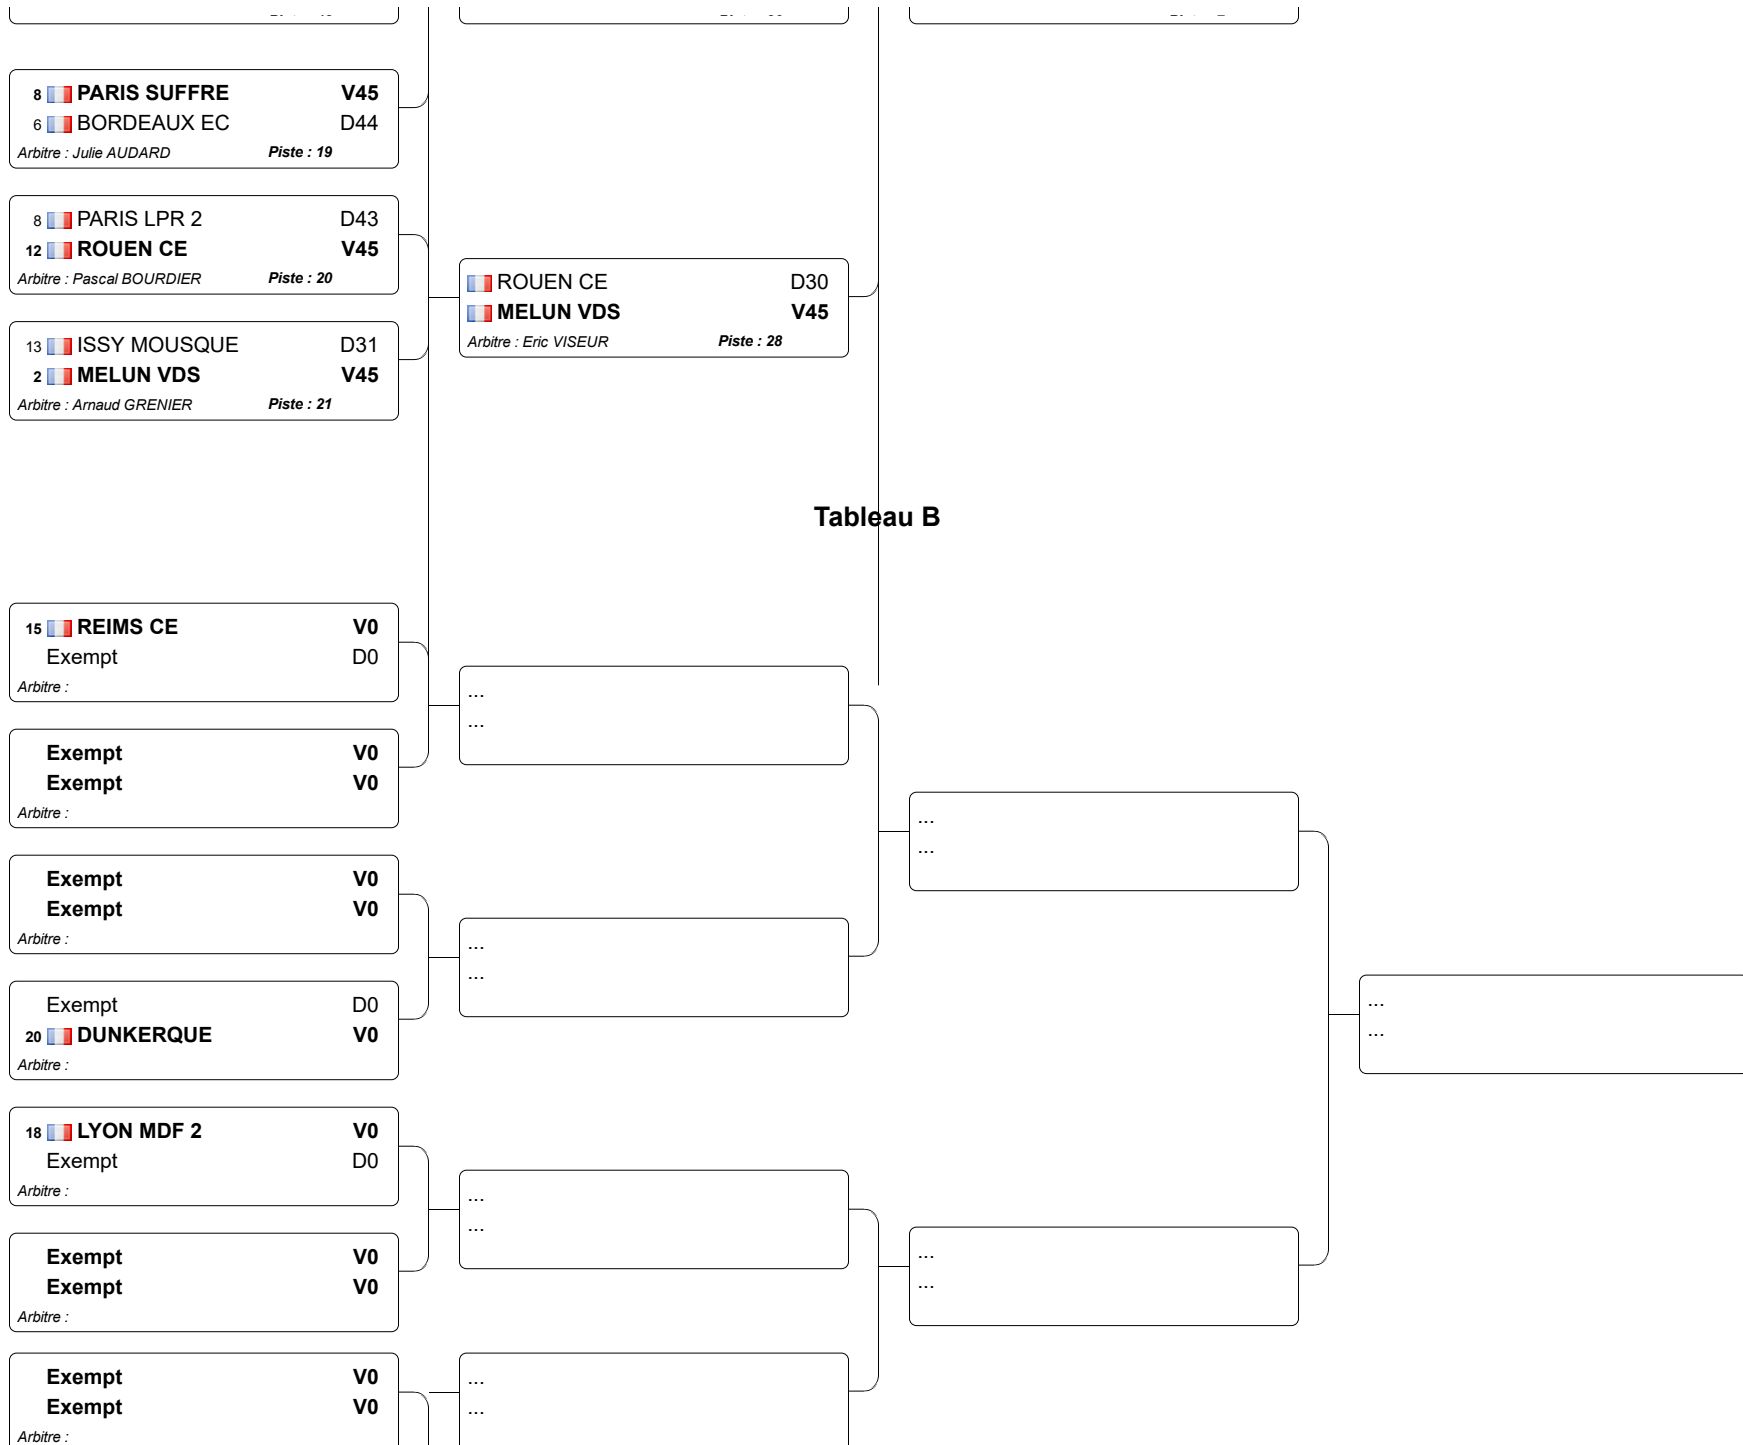 8 PARIS SUFFRE V45
6 BORDEAUX EC D44
Arbitre : Julie AUDARD Piste : 19
8 PARIS LPR 2 D43
12 ROUEN CE V45
Arbitre : Pascal BOURDIER Piste : 20
13 ISSY MOUSQUE D31
2 MELUN VDS V45
Arbitre : Arnaud GRENIER Piste : 21
ROUEN CE D30
MELUN VDS V45
Arbitre : Eric VISEUR Piste : 28
Tableau B
15 REIMS CE V0
Exempt D0
Arbitre :
Exempt V0
Exempt V0
Arbitre :
Exempt V0
Exempt V0
Arbitre :
Exempt D0
20 DUNKERQUE V0
Arbitre :
18 LYON MDF 2 V0
Exempt D0
Arbitre :
Exempt V0
Exempt V0
Arbitre :
Exempt V0
Exempt V0
Arbitre :
...
...
...
...
...
...
...
...
...
...
...
...
...
...